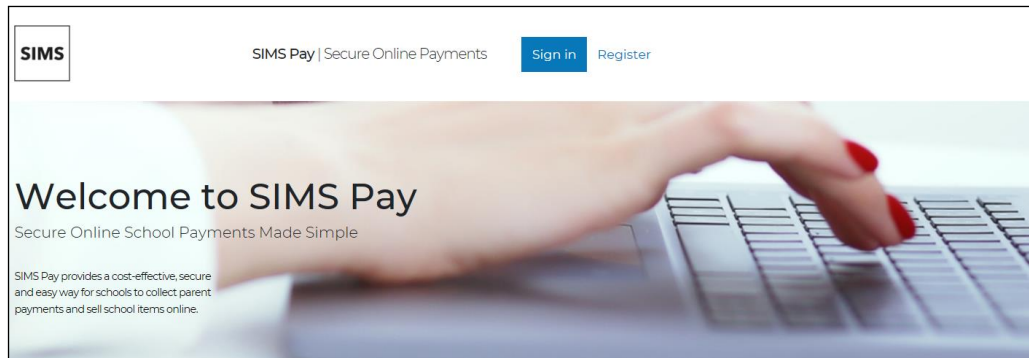 SIMS
SIMS Pay | Secure Online Payments
Sign in
Register
Welcome to SIMS Pay
Secure Online School Payments Made Simple
SIMS Pay provides a cost-effective, secure
and easy way for schools to collect parent
payments and sell school items online.